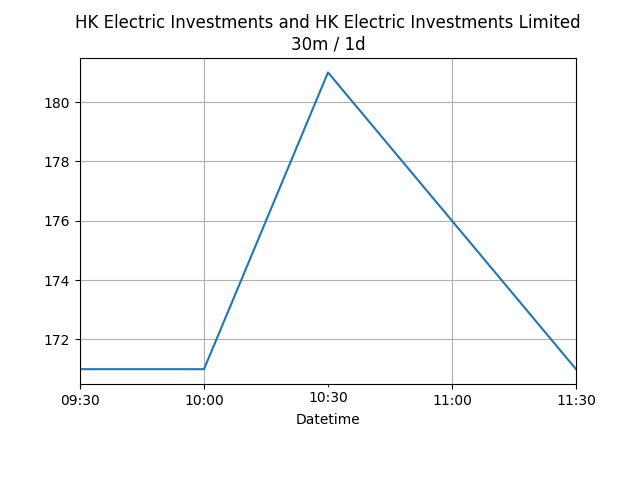 HK Electric Investments and HK Electric Investments Limited
30m / 1d
180
178
176
174
172
09:30 10:00 10:30 11:00 11:30
Datetime